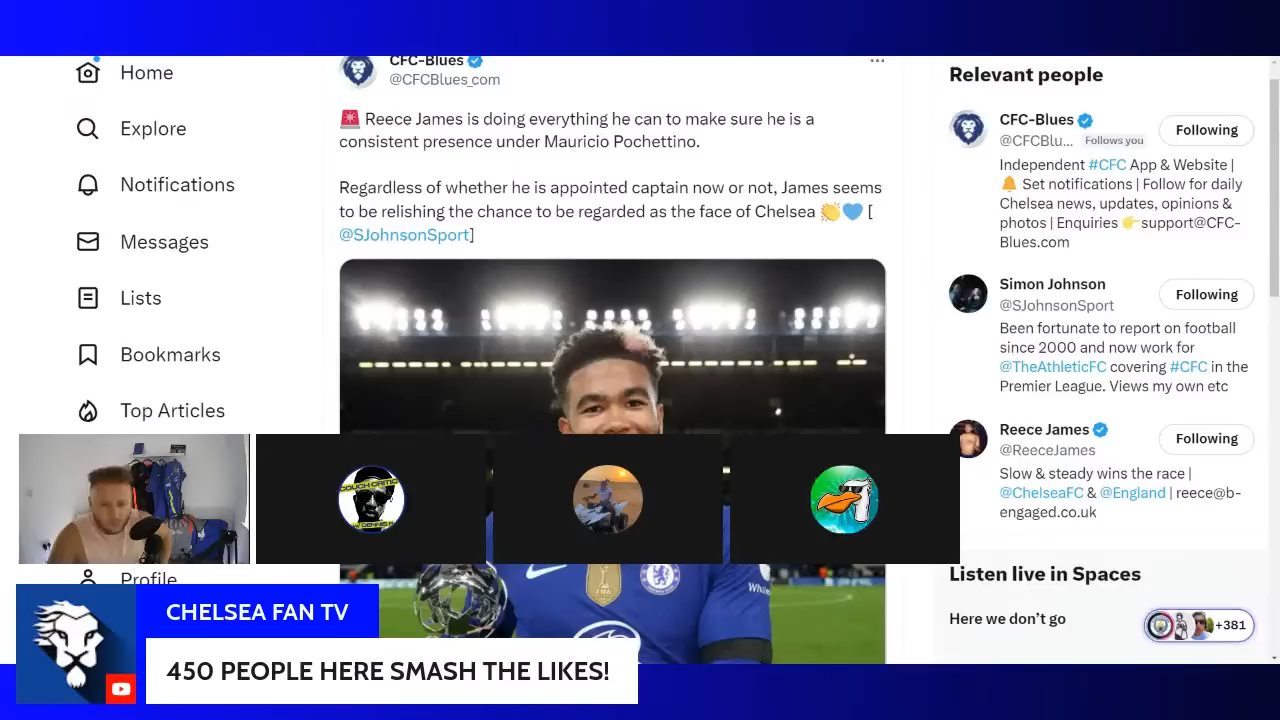 Home
Explore
Notifications
Messages
Lists
Bookmarks
Top Articles
Profile
CFC-Blues
@CFCBlues_com
🚨 Reece James is doing everything he can to make sure he is a
consistent presence under Mauricio Pochettino.
Regardless of whether he is appointed captain now or not, James seems
to be relishing the chance to be regarded as the face of Chelsea 👏💙 [
@SJohnsonSport]
Relevant people
CFC-Blues
@CFCBlu... Follows you
Following
Independent #CFC App & Website |
🔔 Set notifications | Follow for daily
Chelsea news, updates, opinions &
photos | Enquiries 👉support@CFC-
Blues.com
Simon Johnson
@SJohnsonSport
Following
Been fortunate to report on football
since 2000 and now work for
@TheAthleticFC covering #CFC in the
Premier League. Views my own etc
Reece James
@ReeceJames
Following
Slow & steady wins the race |
@ChelseaFC & @England | reece@b-
engaged.co.uk
Listen live in Spaces
Here we don't go
+381
COUCH CRITIC
CHELSEA FAN TV
450 PEOPLE HERE SMASH THE LIKES!